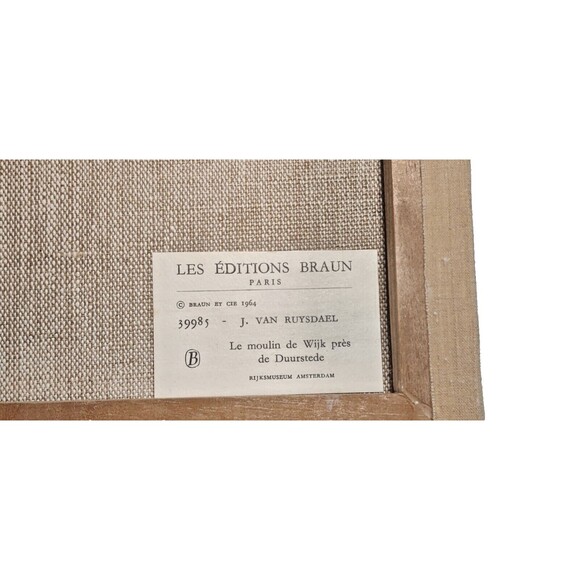 LES ÉDITIONS BRAUN
PARIS
© BRAUN ET CIE 1964
39985 - J. VAN RUYSDAEL
B
Le moulin de Wijk près
de Duurstede
RIJKSMUSEUM AMSTERDAM